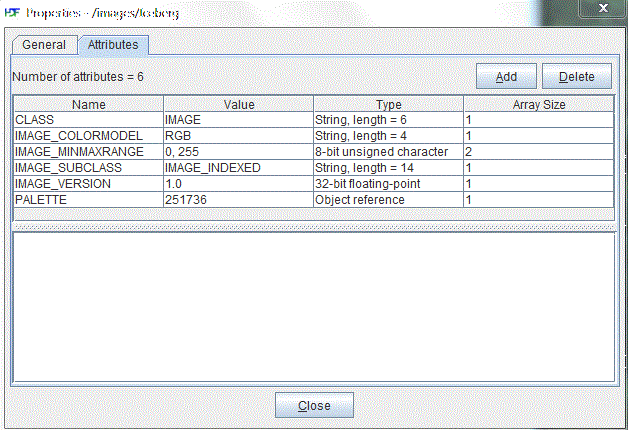 HDF Properties - /images/Iceberg
General Attributes
Number of attributes = 6 Add Delete
Name Value Type Array Size
CLASS IMAGE String, length = 6 1
IMAGE_COLORMODEL RGB String, length = 4 1
IMAGE_MINMAXRANGE 0, 255 8-bit unsigned character 2
IMAGE_SUBCLASS IMAGE_INDEXED String, length = 14 1
IMAGE_VERSION 1.0 32-bit floating-point 1
PALETTE 251736 Object reference 1
Close